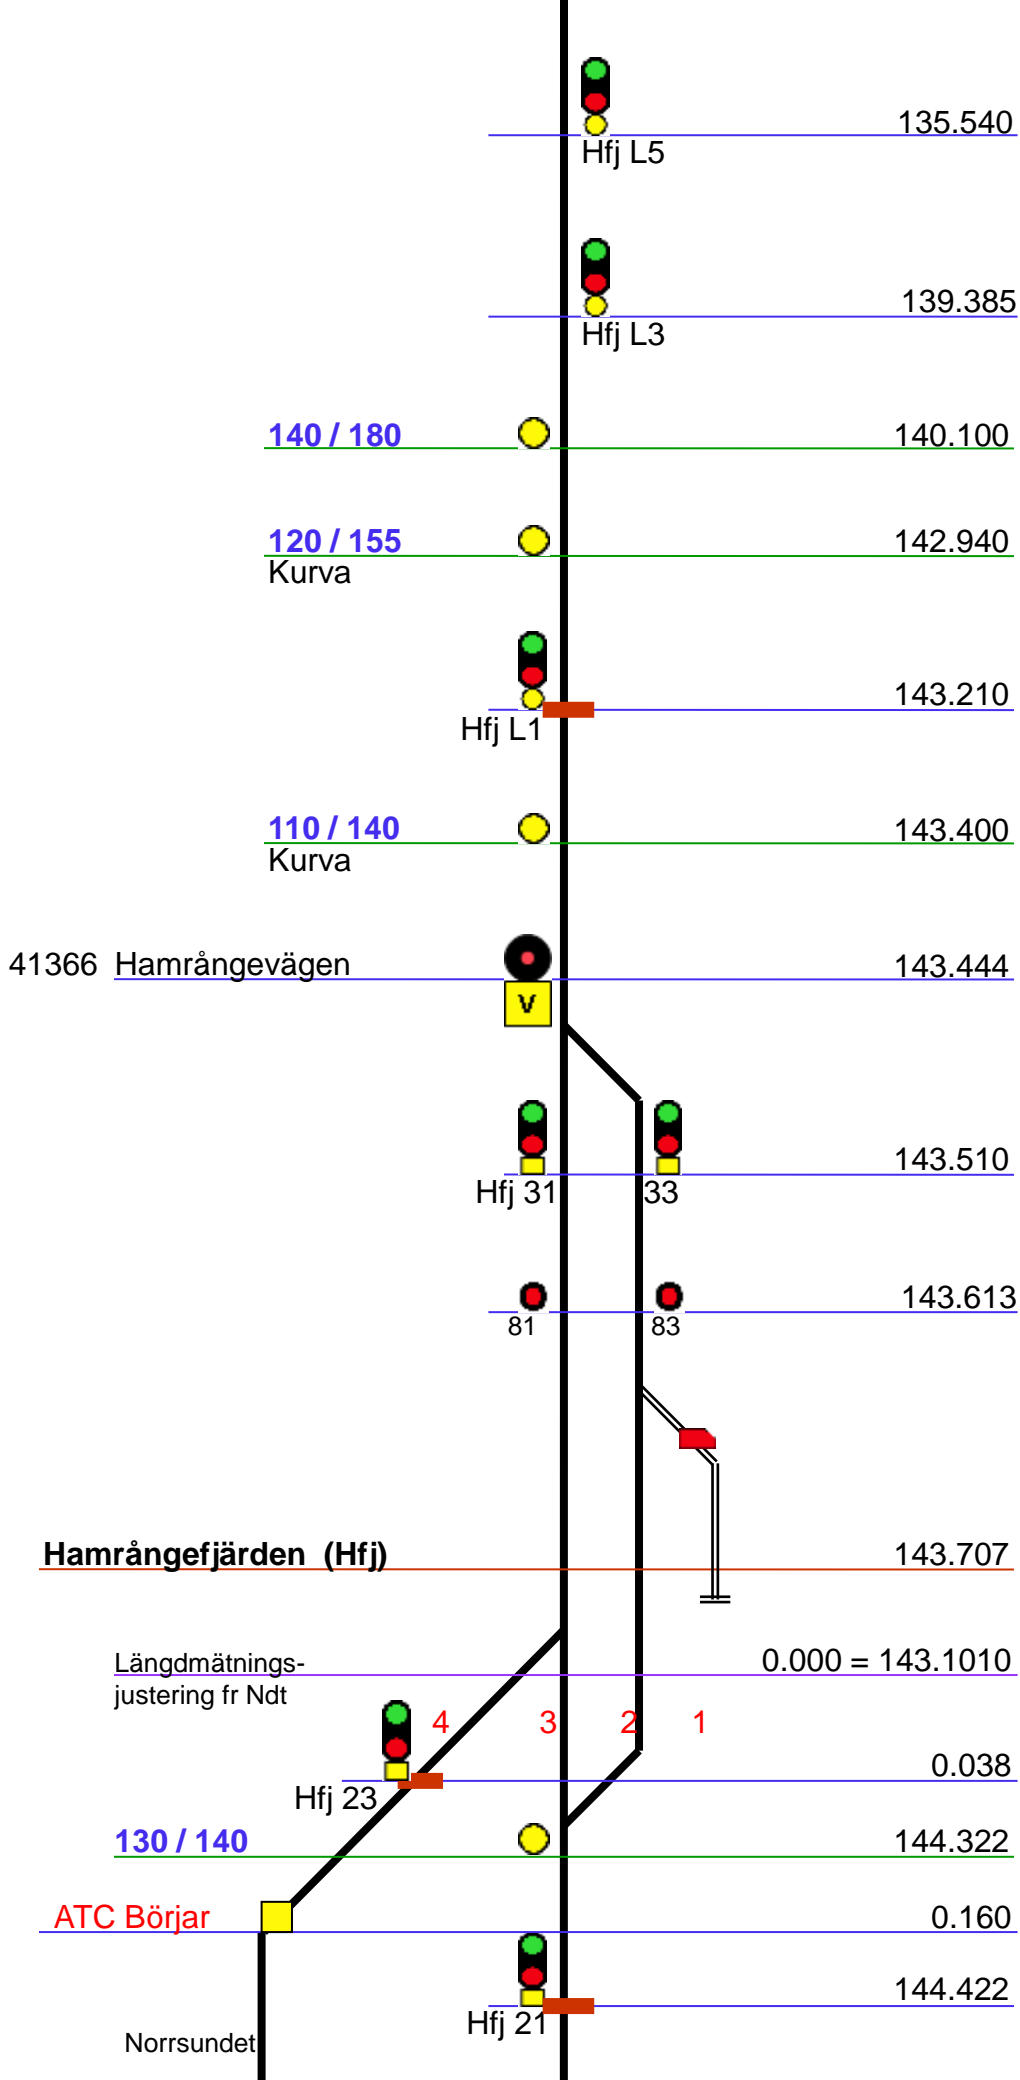 135.540
Hfj L5
139.385
Hfj L3
140 / 180 140.100
120 / 155 142.940
Kurva
143.210
Hfj L1
110 / 140 143.400
Kurva
41366 Hamrångevägen 143.444
V
143.510
Hfj 31 33
143.613
81 83
Hamrångefjärden (Hfj) 143.707
Längdmätnings- 0.000 = 143.1010
justering fr Ndt
4 3 2 1
0.038
Hfj 23
130 / 140 144.322
ATC Börjar 0.160
144.422
Hfj 21
Norrsundet